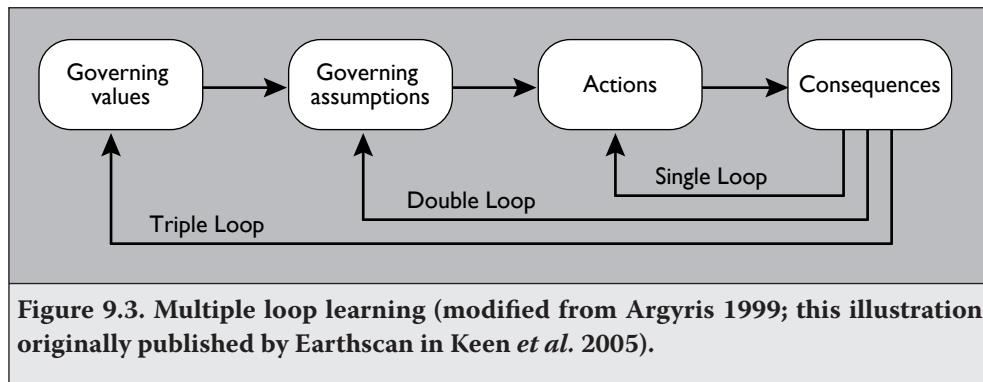 Governing
values
Governing
assumptions
Actions
Consequences
Single Loop
Double Loop
Triple Loop
Figure 9.3. Multiple loop learning (modified from Argyris 1999; this illustration
originally published by Earthscan in Keen et al. 2005).